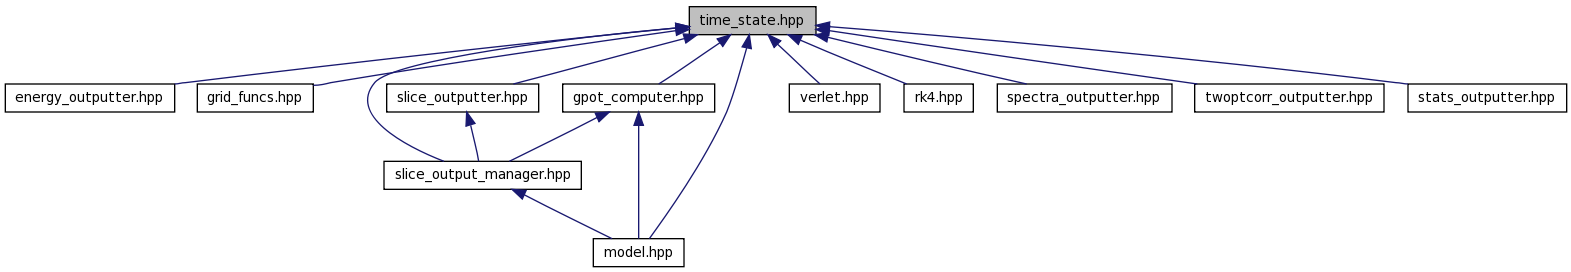 time_state.hpp
energy_outputter.hpp
grid_funcs.hpp
slice_outputter.hpp
gpot_computer.hpp
verlet.hpp
rk4.hpp
spectra_outputter.hpp
twoptcorr_outputter.hpp
stats_outputter.hpp
slice_output_manager.hpp
model.hpp